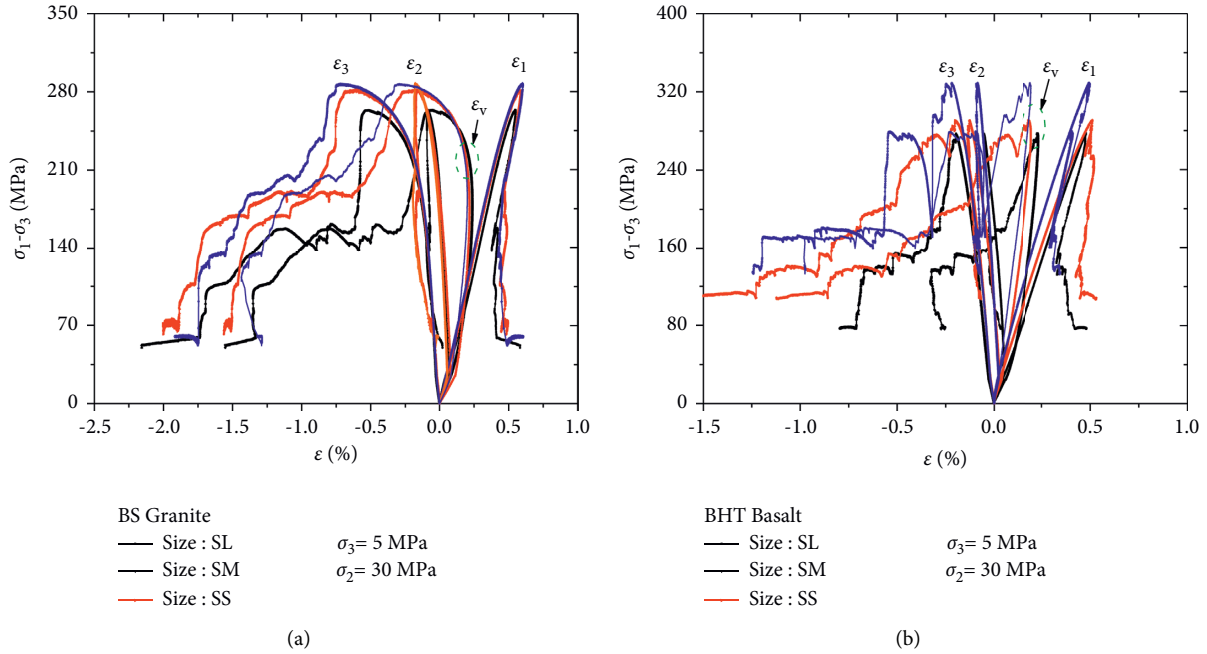 350
280
210
140
70
0
σ1-σ3 (MPa)
ε3
ε2
ε1
εv
-2.5 -2.0 -1.5 -1.0 -0.5 0.0 0.5 1.0
ε (%)
BS Granite
Size : SL σ3= 5 MPa
Size : SM σ2= 30 MPa
Size : SS
(a)
400
320
240
160
80
0
σ1-σ3 (MPa)
ε3 ε2
εv
ε1
-1.5 -1.0 -0.5 0.0 0.5 1.0
ε (%)
BHT Basalt
Size : SL σ3= 5 MPa
Size : SM σ2= 30 MPa
Size : SS
(b)